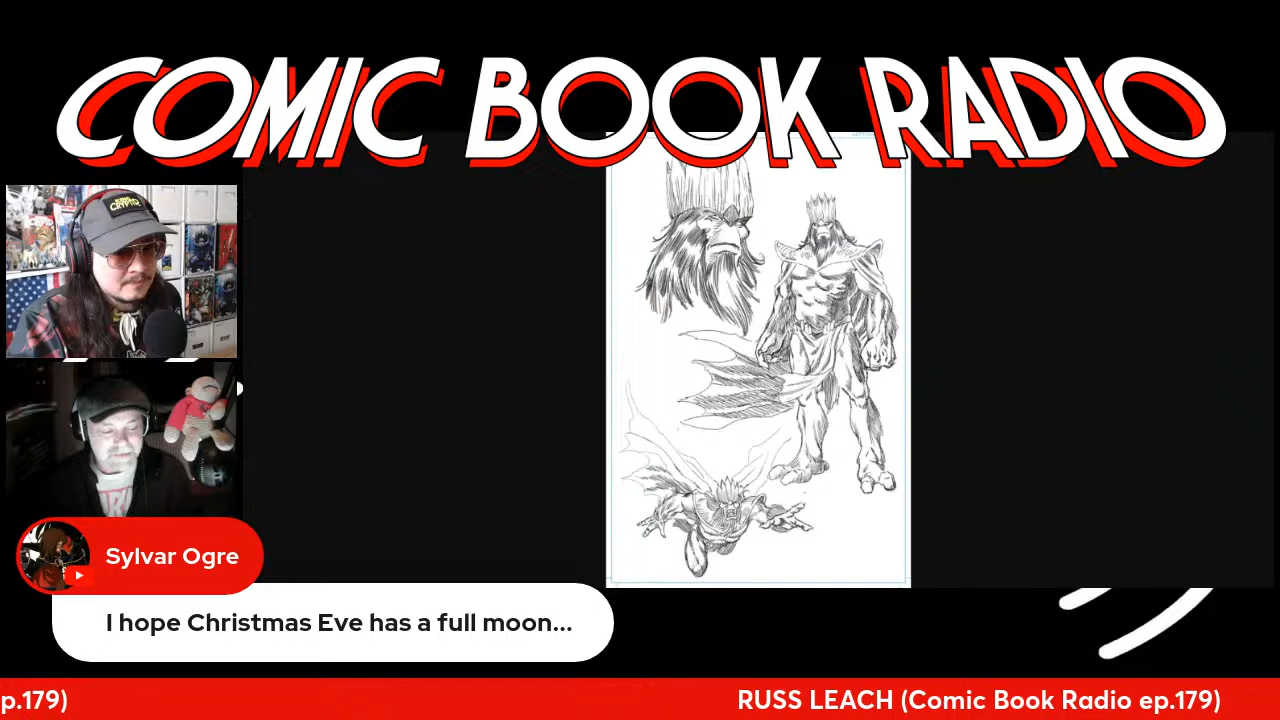 COMIC BOOK RADIO
Sylvar Ogre
I hope Christmas Eve has a full moon...
p.179)
RUSS LEACH (Comic Book Radio ep.179)